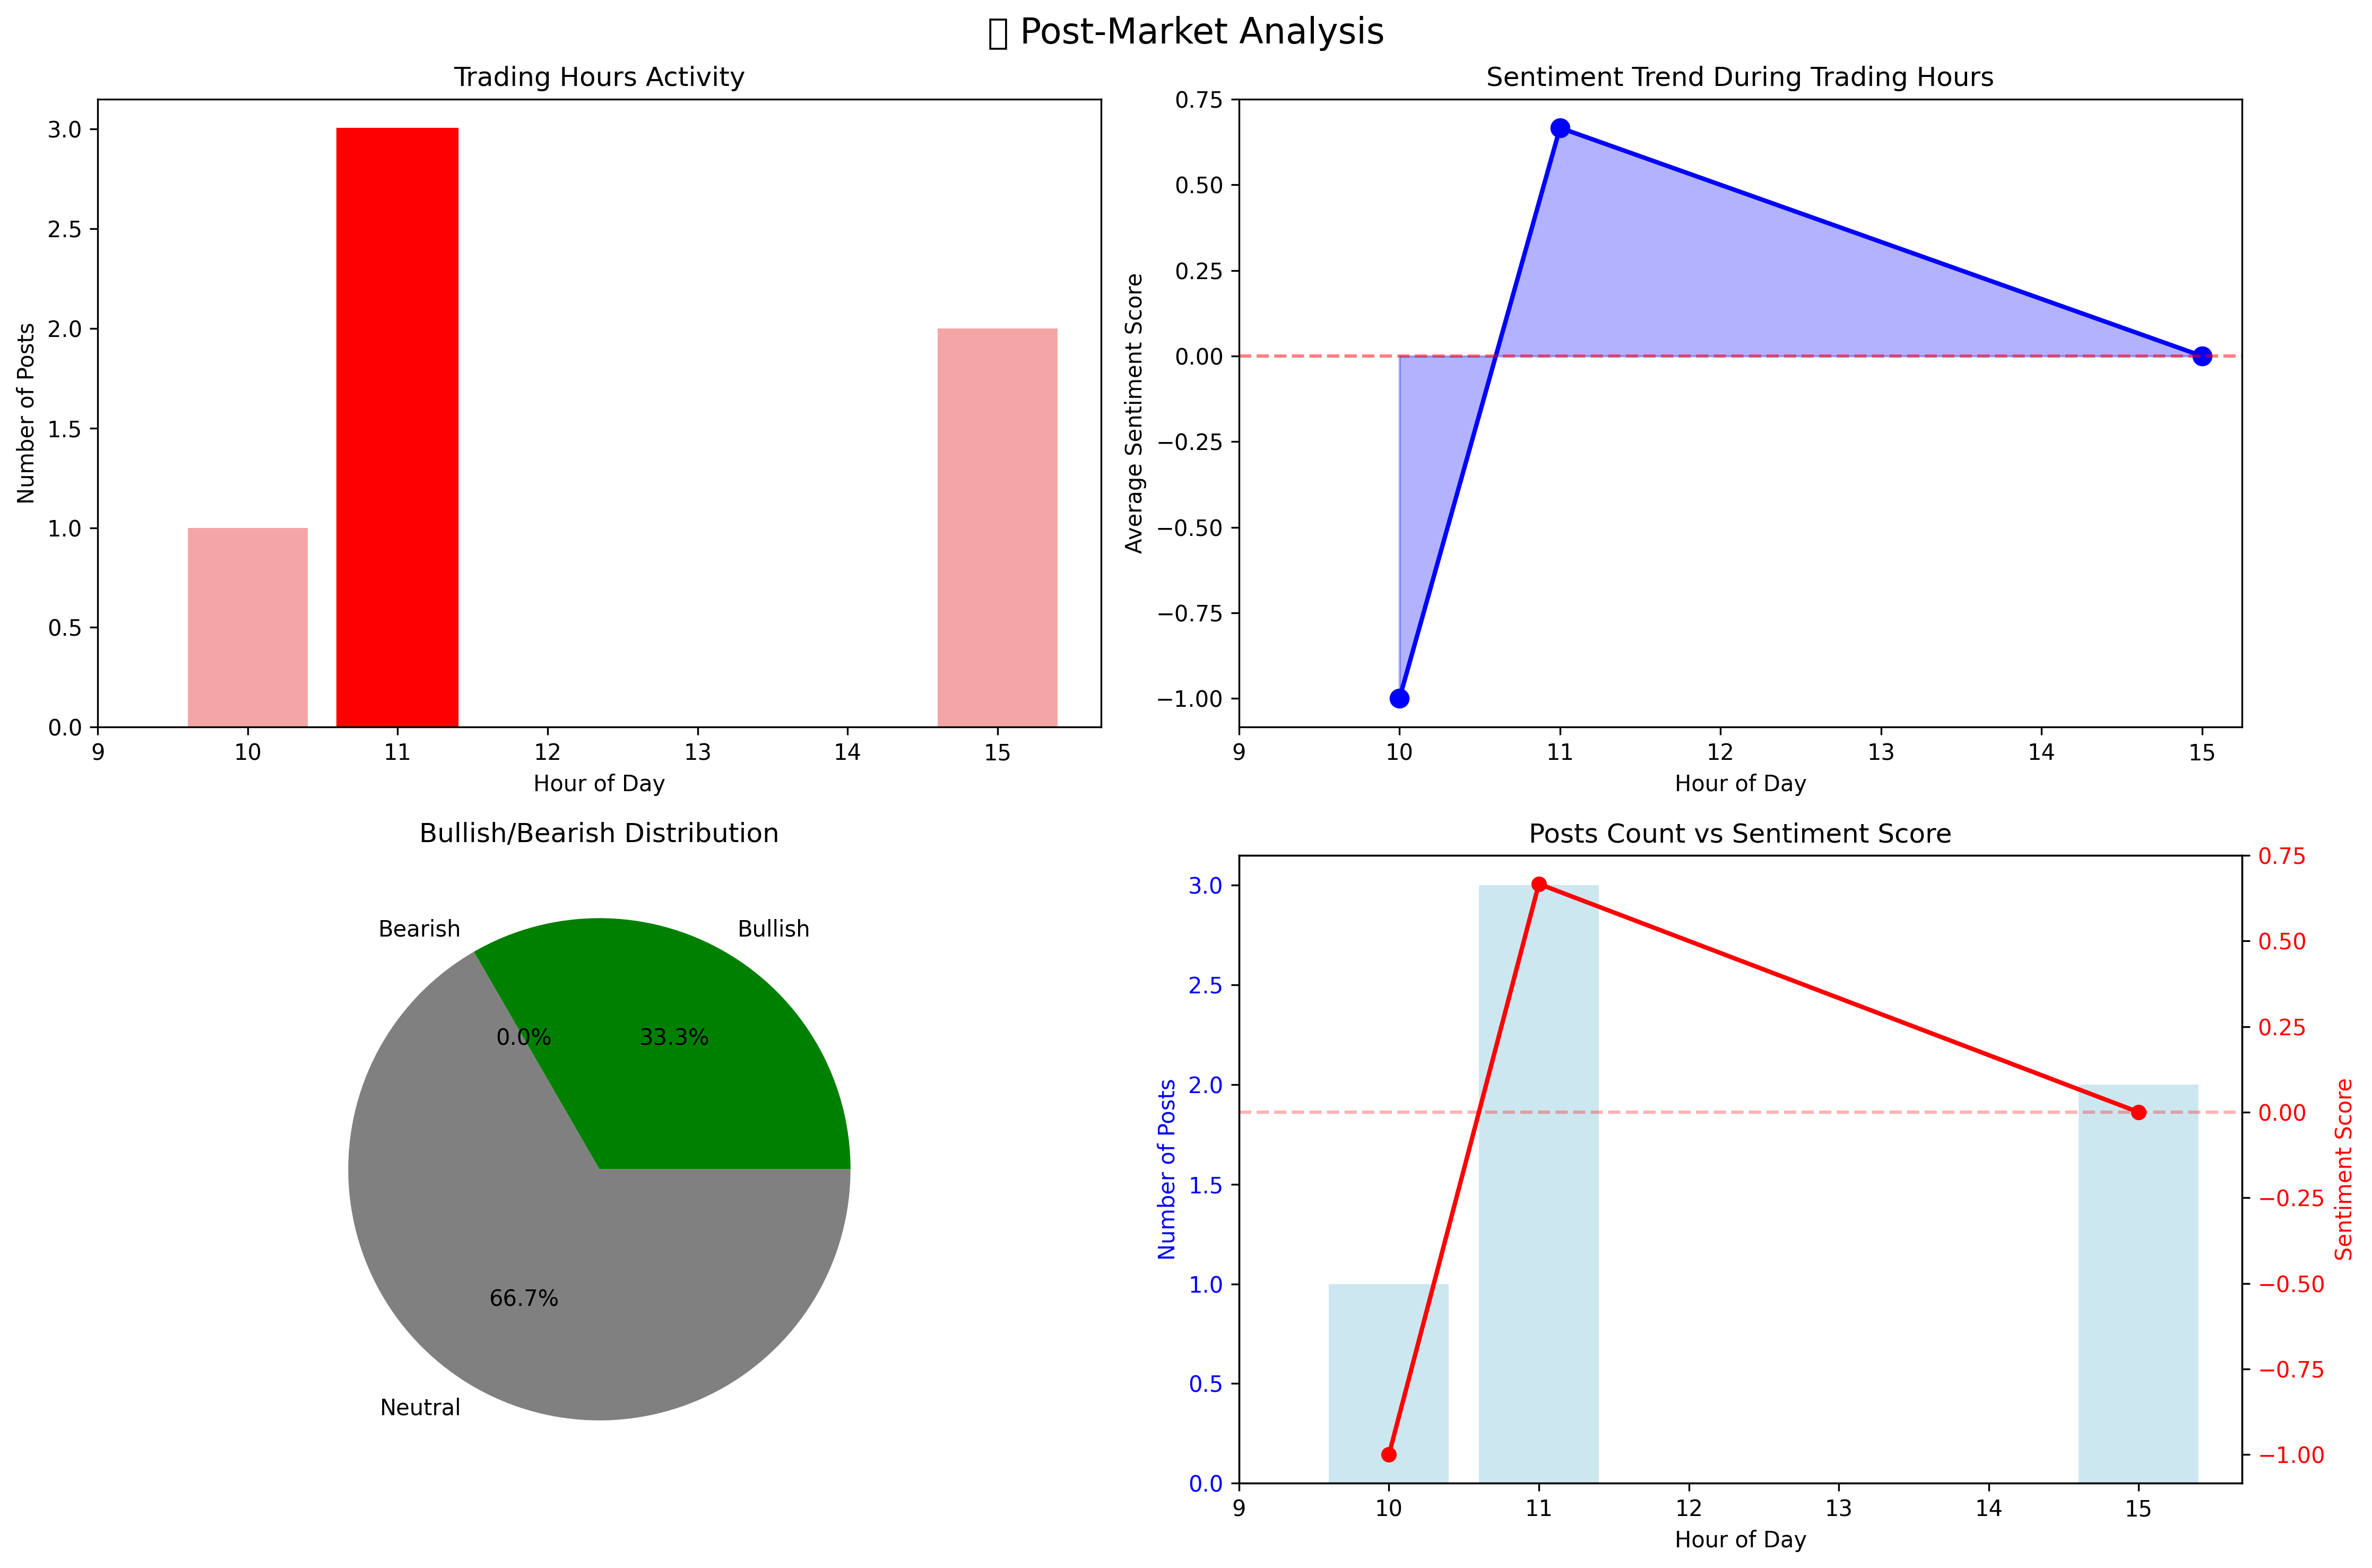 ▯ Post-Market Analysis
Trading Hours Activity
3.0
2.5
2.0
1.5
1.0
0.5
0.0
Number of Posts
9 10 11 12 13 14 15
Hour of Day
Sentiment Trend During Trading Hours
0.75
0.50
0.25
0.00
−0.25
−0.50
−0.75
−1.00
Average Sentiment Score
9 10 11 12 13 14 15
Hour of Day
Bullish/Bearish Distribution
Bearish
Bullish
0.0%
33.3%
66.7%
Neutral
Posts Count vs Sentiment Score
3.0
2.5
2.0
1.5
1.0
0.5
0.0
Number of Posts
0.75
0.50
0.25
0.00
−0.25
−0.50
−0.75
−1.00
Sentiment Score
9 10 11 12 13 14 15
Hour of Day